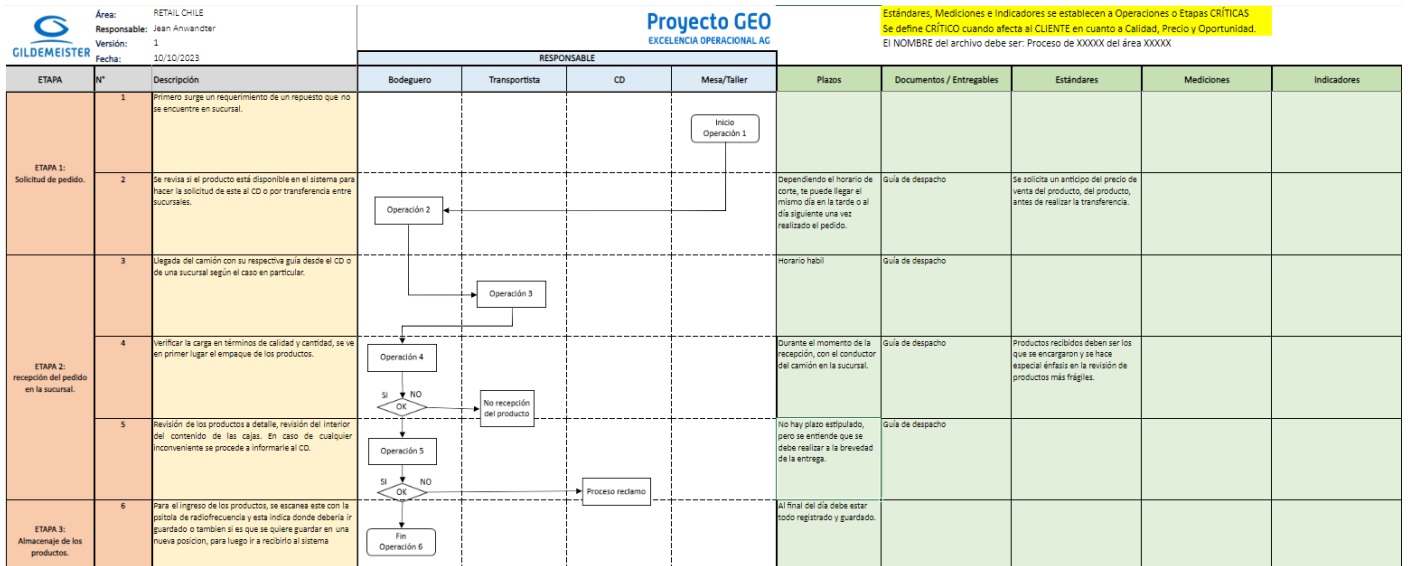 GILDEMEISTER
Área: RETAIL CHILE
Responsable: Jean Anwandter
Versión: 1
Fecha: 10/10/2023
Proyecto GEO
EXCELENCIA OPERACIONAL AG
Estándares, Mediciones e Indicadores se establecen a Operaciones o Etapas CRÍTICAS
Se define CRÍTICO cuando afecta al CLIENTE en cuanto a Calidad, Precio y Oportunidad.
El NOMBRE del archivo debe ser: Proceso de XXXXX del área XXXXX
RESPONSABLE
ETAPA N° Descripción Bodeguero Transportista CD Mesa/Taller Plazos Documentos / Entregables Estándares Mediciones Indicadores
ETAPA 1:
Solicitud de pedido.
1
Primero surge un requerimiento de un repuesto que no
se encuentre en sucursal.
Inicio
Operación 1
2
Se revisa si el producto está disponible en el sistema para
hacer la solicitud de este al CD o por transferencia entre
sucursales.
Operación 2
Dependiendo el horario de
corte, te puede llegar el
mismo día en la tarde o al
día siguiente una vez
realizado el pedido.
Guía de despacho
Se solicita un anticipo del precio de
venta del producto, del producto,
antes de realizar la transferencia.
ETAPA 2:
recepción del pedido
en la sucursal.
3
Llegada del camión con su respectiva guía desde el CD o
de una sucursal según el caso en particular.
Operación 3
Horario habil
Guía de despacho
4
Verificar la carga en términos de calidad y cantidad, se ve
en primer lugar el empaque de los productos.
Operación 4
SI NO
OK
No recepción
del producto
Durante el momento de la
recepción, con el conductor
del camión en la sucursal.
Guía de despacho
Productos recibidos deben ser los
que se encargaron y se hace
especial énfasis en la revisión de
productos más frágiles.
5
Revisión de los productos a detalle, revisión del interior
del contenido de las cajas. En caso de cualquier
inconveniente se procede a informarle al CD.
Operación 5
SI NO
OK
Proceso reclamo
No hay plazo estipulado,
pero se entiende que se
debe realizar a la brevedad
de la entrega.
Guía de despacho
ETAPA 3:
Almacenaje de los
productos.
6
Para el ingreso de los productos, se escanea este con la
psitola de radiofrecuencia y esta indica donde debería ir
guardado o tambien si es que se quiere guardar en una
nueva posicion, para luego ir a recibirlo al sistema
Fin
Operación 6
Al final del día debe estar
todo registrado y guardado.